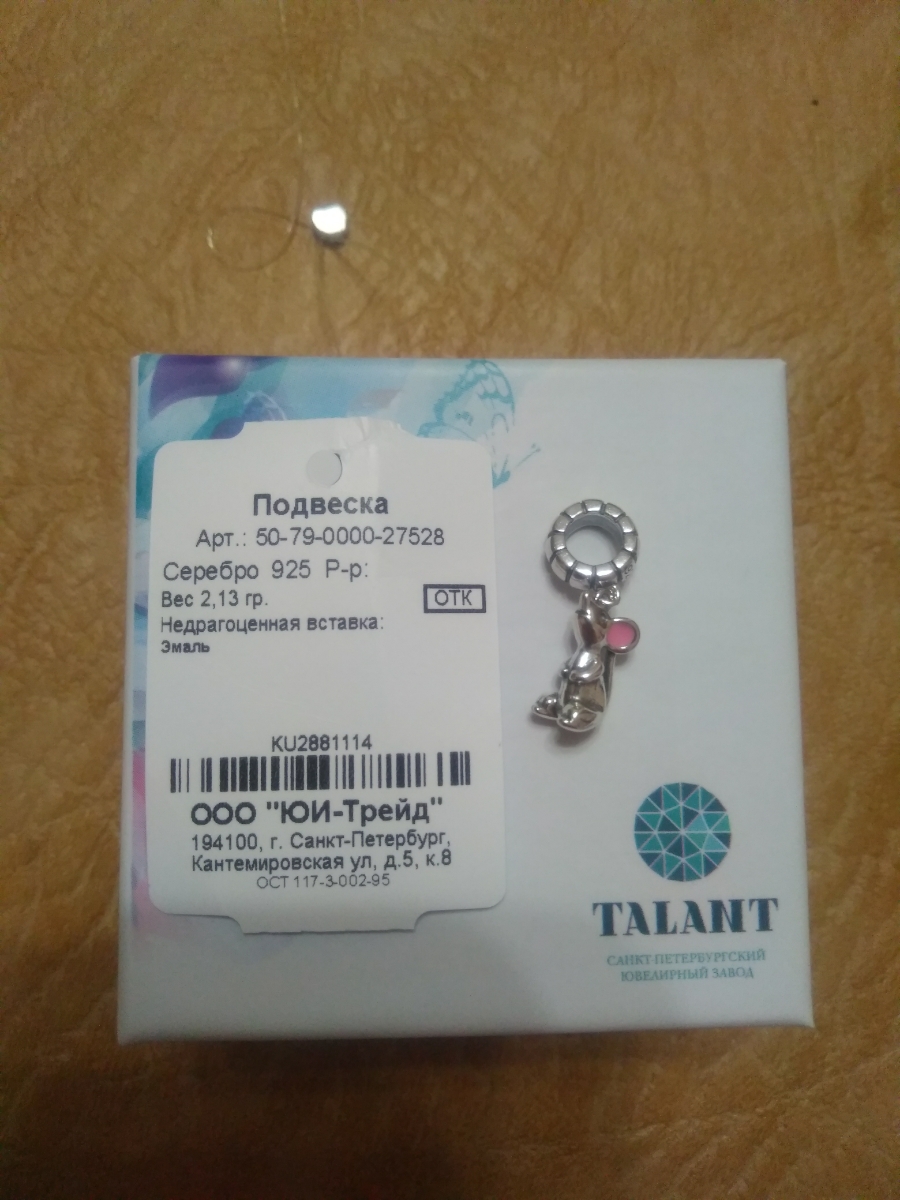 Подвеска
Арт.: 50-79-0000-27528
Серебро 925 Р-р:
Вес 2,13 гр.
ОТК
Недрагоценная вставка:
Эмаль
KU2881114
ООО "ЮИ-Трейд"
194100, г. Санкт-Петербург,
Кантемировская ул, д.5, к.8
ОСТ 117-3-002-95
TALANT
САНКТ-ПЕТЕРБУРГСКИЙ
ЮВЕЛИРНЫЙ ЗАВОД